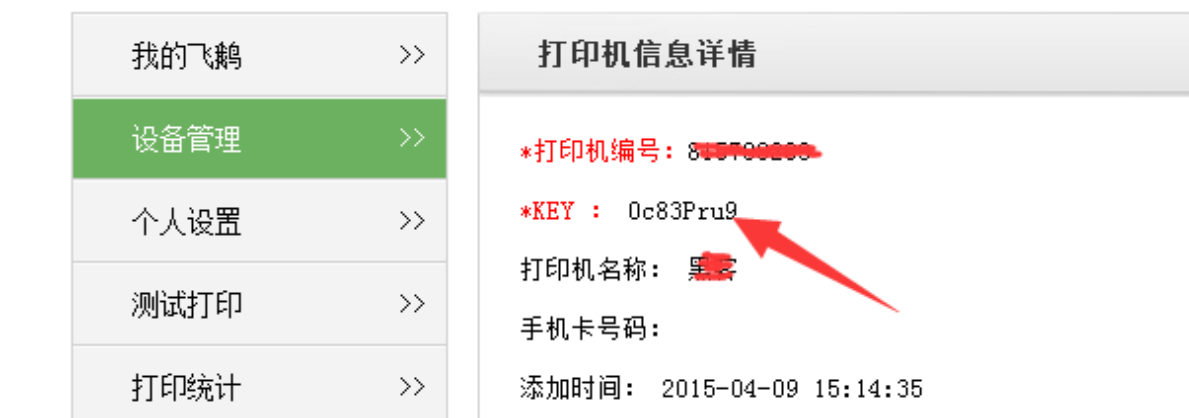 我的飞鹅 >>
设备管理 >>
个人设置 >>
测试打印 >>
打印统计 >>
打印机信息详情
*打印机编号: 8
*KEY : 0c83Pru9
打印机名称:
手机卡号码:
添加时间: 2015-04-09 15:14:35